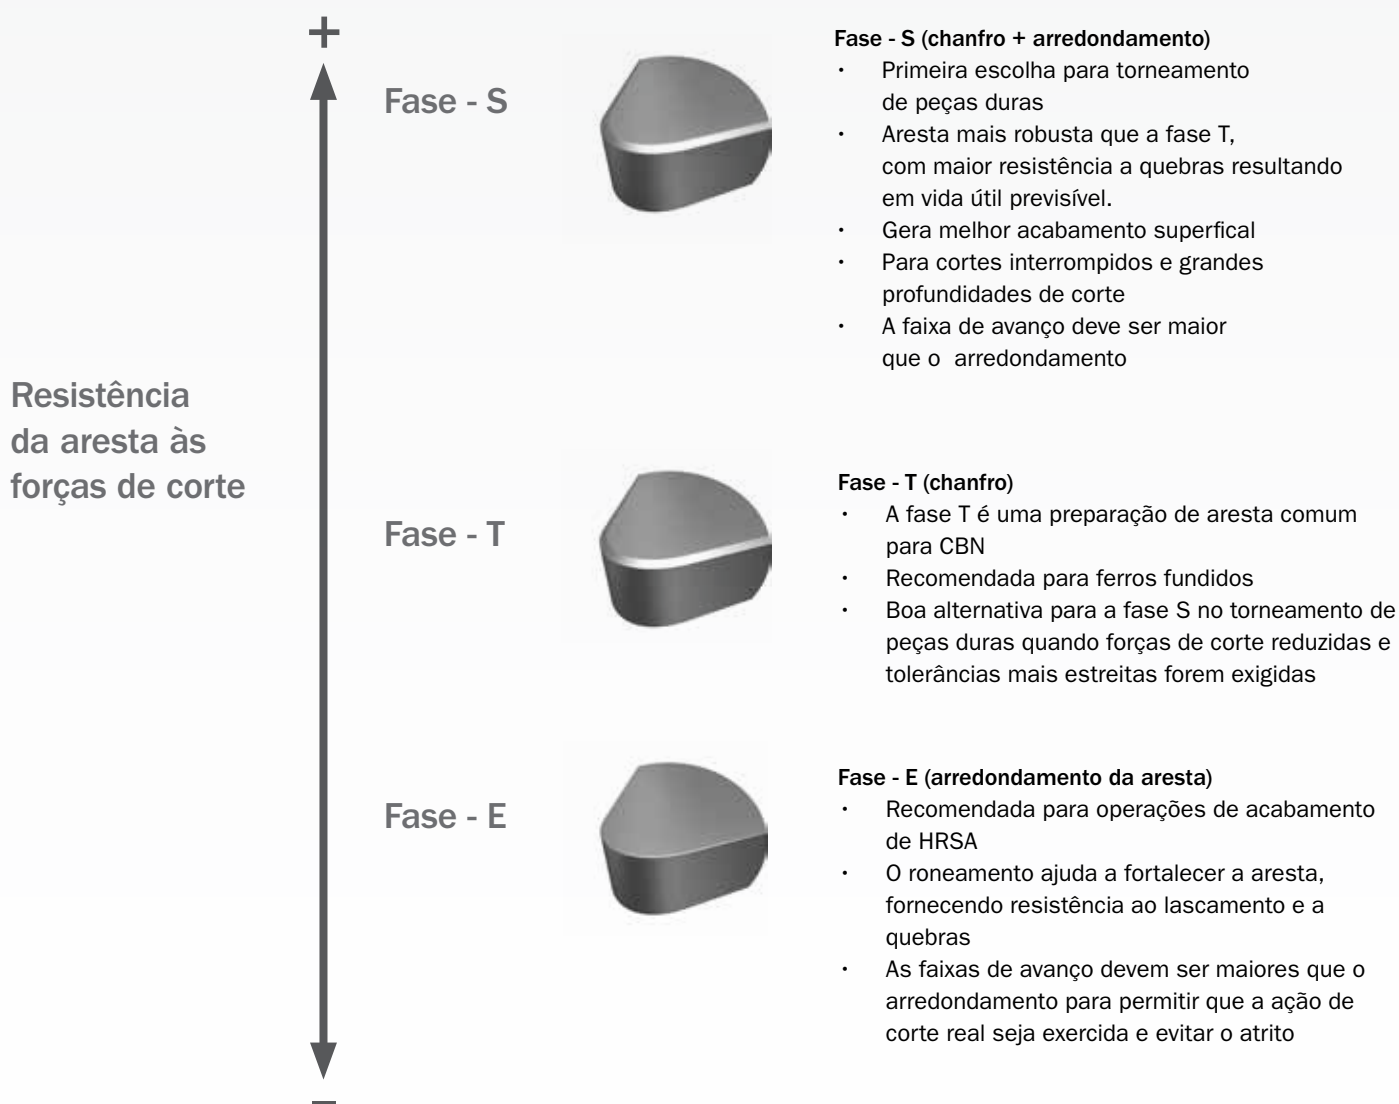 +
Fase - S
Fase - S (chanfro + arredondamento)
· Primeira escolha para torneamento
de peças duras
· Aresta mais robusta que a fase T,
com maior resistência a quebras resultando
em vida útil previsível.
· Gera melhor acabamento superfical
· Para cortes interrompidos e grandes
profundidades de corte
· A faixa de avanço deve ser maior
que o  arredondamento
Resistência
da aresta às
forças de corte
Fase - T
Fase - T (chanfro)
· A fase T é uma preparação de aresta comum
para CBN
· Recomendada para ferros fundidos
· Boa alternativa para a fase S no torneamento de
peças duras quando forças de corte reduzidas e
tolerâncias mais estreitas forem exigidas
Fase - E
Fase - E (arredondamento da aresta)
· Recomendada para operações de acabamento
de HRSA
· O roneamento ajuda a fortalecer a aresta,
fornecendo resistência ao lascamento e a
quebras
· As faixas de avanço devem ser maiores que o
arredondamento para permitir que a ação de
corte real seja exercida e evitar o atrito
–